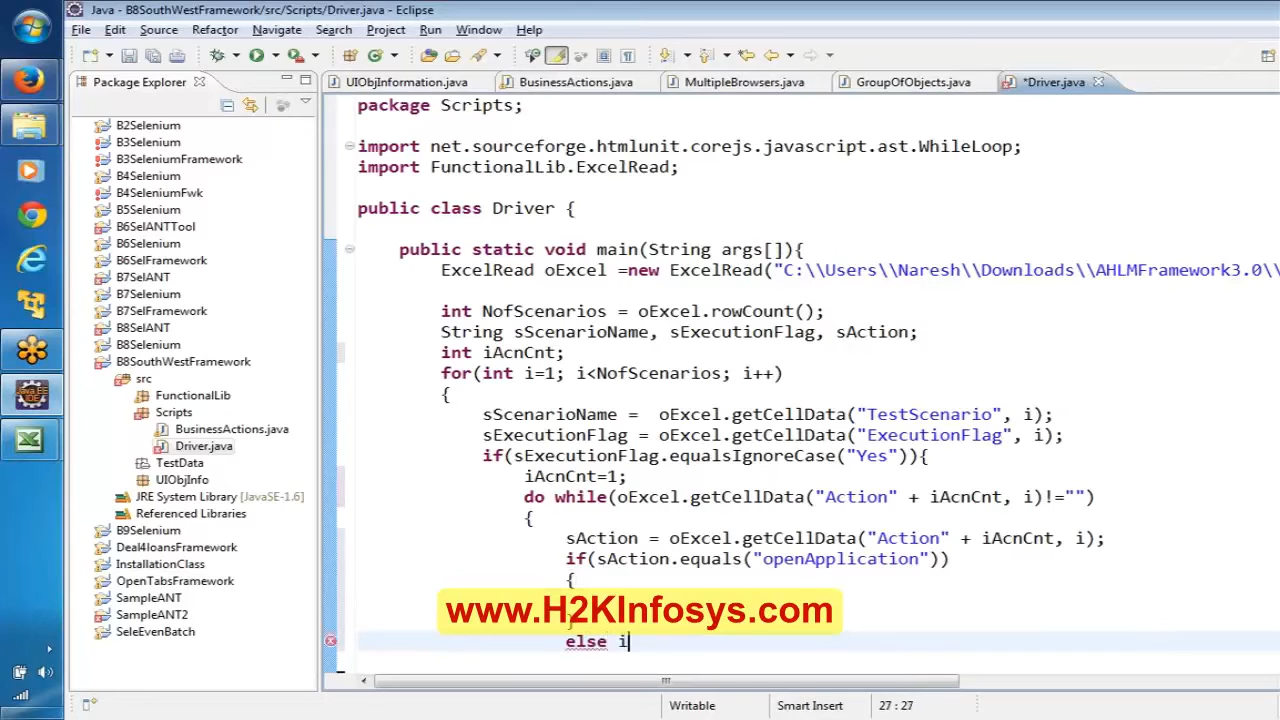 Java - B8SouthWestFramework/src/Scripts/Driver.java - Eclipse
File Edit Source Refactor Navigate Search Project Run Window Help
Package Explorer
UIObjInformation.java BusinessActions.java MultipleBrowsers.java GroupOfObjects.java *Driver.java
B2Selenium
B3Selenium
B3SeleniumFramework
B4Selenium
B4SeleniumFwk
B5Selenium
B6SelANTTool
B6Selenium
B6SelFramework
B7SelANT
B7Selenium
B7SelFramework
B8SelANT
B8Selenium
B8SouthWestFramework
src
FunctionalLib
Scripts
BusinessActions.java
Driver.java
TestData
UIObjInfo
JRE System Library [JavaSE-1.6]
Referenced Libraries
B9Selenium
Deal4loansFramework
InstallationClass
OpenTabsFramework
SampleANT
SampleANT2
SeleEvenBatch
package Scripts;
import net.sourceforge.htmlunit.corejs.javascript.ast.WhileLoop;
import FunctionalLib.ExcelRead;
public class Driver {
public static void main(String args[]){
ExcelRead oExcel =new ExcelRead("C:\\Users\\Naresh\\Downloads\\AHLMFramework3.0\\
int NofScenarios = oExcel.rowCount();
String sScenarioName, sExecutionFlag, sAction;
int iAcnCnt;
for(int i=1; i<NofScenarios; i++)
{
sScenarioName =  oExcel.getCellData("TestScenario", i);
sExecutionFlag = oExcel.getCellData("ExecutionFlag", i);
if(sExecutionFlag.equalsIgnoreCase("Yes")){
iAcnCnt=1;
do while(oExcel.getCellData("Action" + iAcnCnt, i)!="")
{
sAction = oExcel.getCellData("Action" + iAcnCnt, i);
if(sAction.equals("openApplication"))
{
www.H2KInfosys.com
}
else i
Writable Smart Insert 27 : 27